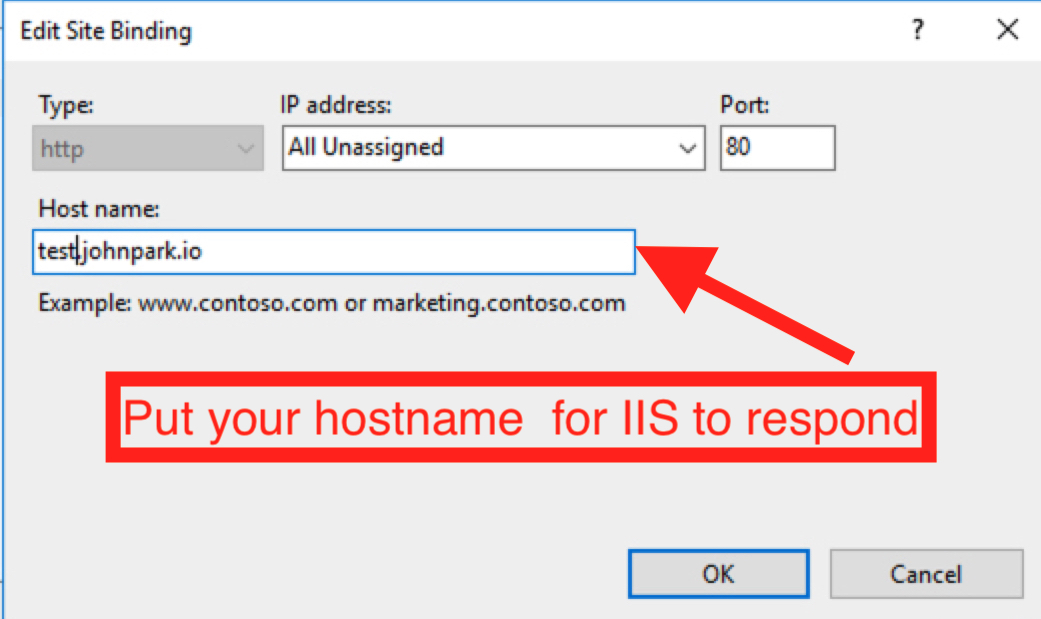 Edit Site Binding ?
Type: IP address: Port:
http All Unassigned 80
Host name:
test.johnpark.io
Example: www.contoso.com or marketing.contoso.com
Put your hostname for IIS to respond
OK Cancel